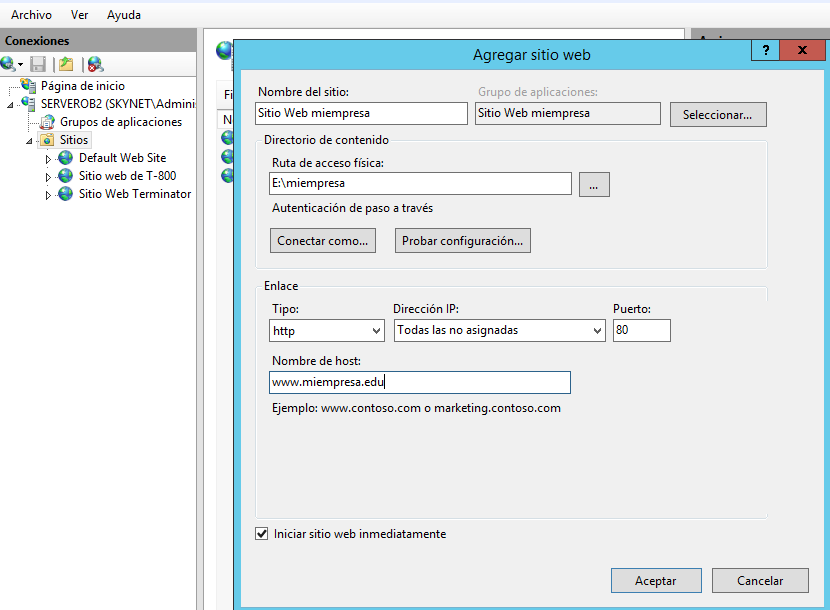 Archivo Ver Ayuda
Conexiones
Página de inicio
SERVEROB2 (SKYNET\Admini
Grupos de aplicaciones
Sitios
Default Web Site
Sitio web de T-800
Sitio Web Terminator
Fi
N
Agregar sitio web
? x
Nombre del sitio:
Grupo de aplicaciones:
Sitio Web miempresa
Sitio Web miempresa
Seleccionar...
Directorio de contenido
Ruta de acceso física:
E:\miempresa
...
Autenticación de paso a través
Conectar como...
Probar configuración...
Enlace
Tipo:
Dirección IP:
Puerto:
http
Todas las no asignadas
80
Nombre de host:
www.miempresa.edu
Ejemplo: www.contoso.com o marketing.contoso.com
Iniciar sitio web inmediatamente
Aceptar
Cancelar